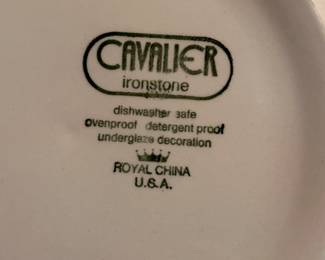 CAVALIER
ironstone
dishwasher safe
ovenproof detergent proof
underglaze decoration
ROYAL CHINA
U.S.A.